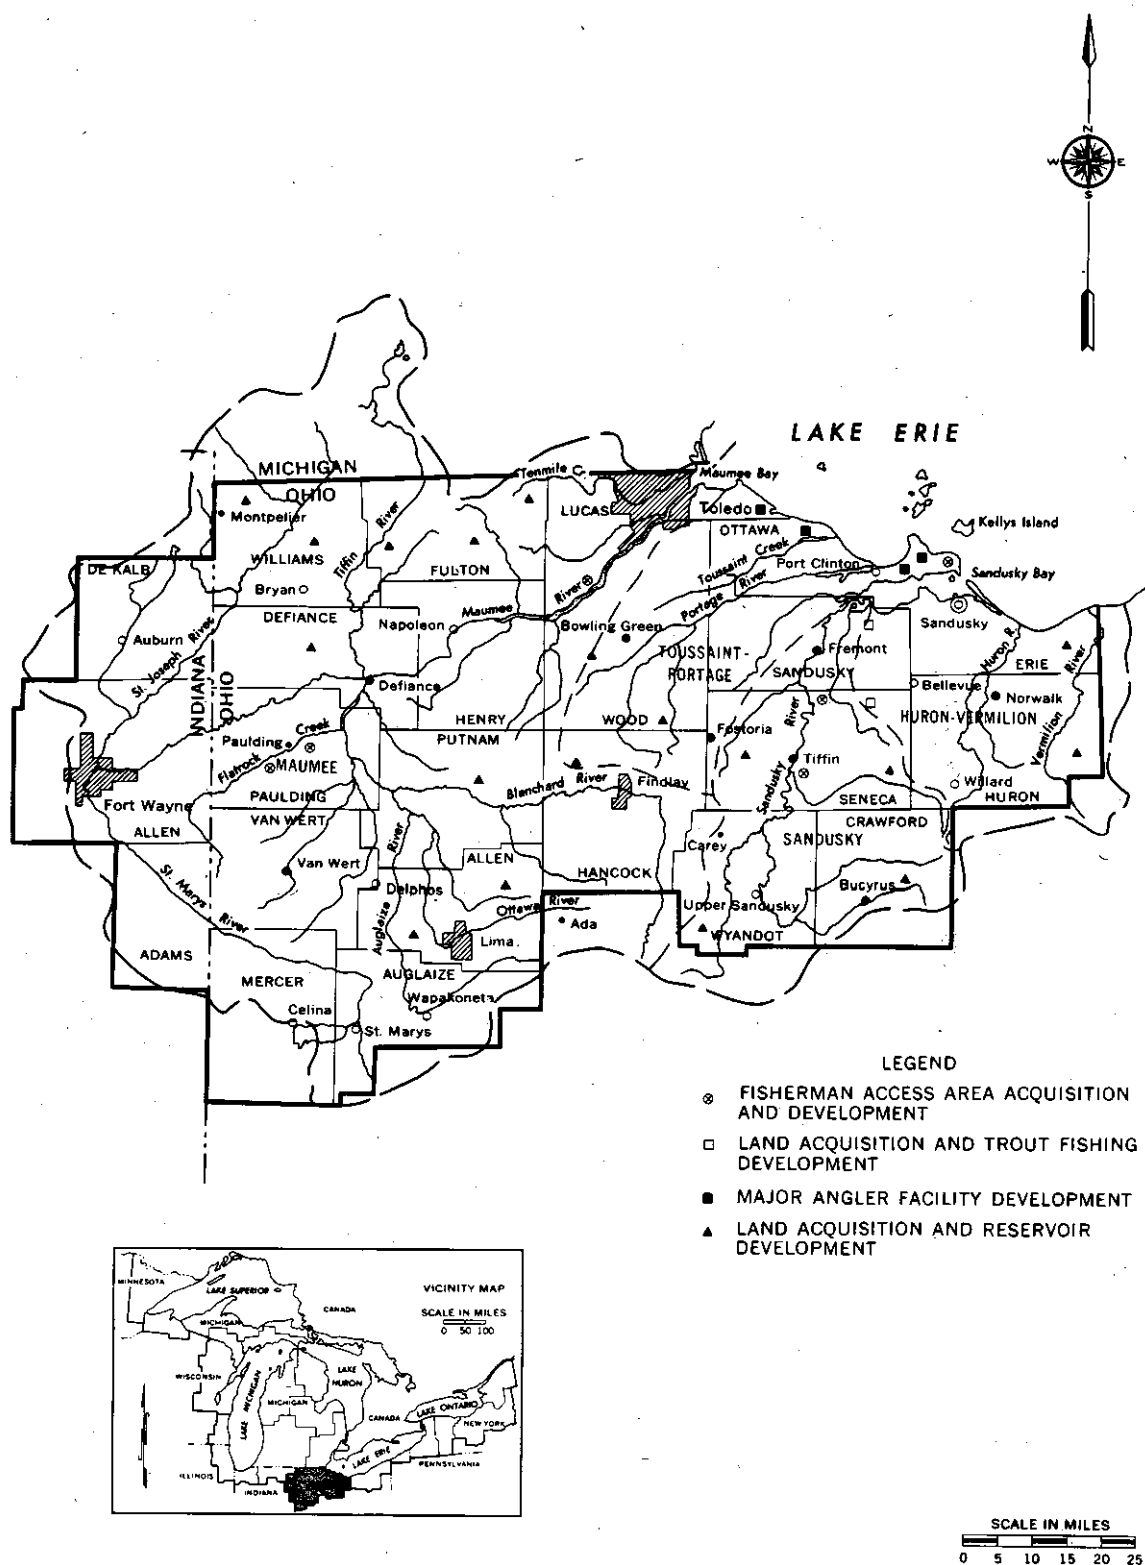 N
W
E
S
LAKE ERIE
MICHIGAN
OHIO
Tenmile C.
Maumee Bay
LUCAS
Toledo
Montpelier
OTTAWA
Kellys Island
WILLIAMS
Tiffin River
Toussaint Creek
DE KALB
FULTON
Port Clinton
Sandusky Bay
Bryan
Portage River
DEFIANCE
Maumee River
Napoleon
Bowling Green
Sandusky
Auburn
St. Joseph River
TOUSSAINT-
PORTAGE
Fremont
Huron R.
SANDUSKY
ERIE
INDIANA
OHIO
Defiance
Bellevue
Norwalk
HENRY
WOOD
HURON-VERMILION
Vermilion River
Flatrock Creek
Paulding
PUTNAM
Fostoria
Sandusky River
Tiffin
MAUMEE
Blanchard River
Findlay
Fort Wayne
PAULDING
SENECA
Willard
HURON
ALLEN
VAN WERT
CRAWFORD
Carey
SANDUSKY
Van Wert
ALLEN
HANCOCK
St. Marys River
Delphos
Auglaize River
Ottawa River
Bucyrus
Upper Sandusky
Ada
Lima
WYANDOT
ADAMS
MERCER
AUGLAIZE
Wapakoneta
Celina
St. Marys
LEGEND
FISHERMAN ACCESS AREA ACQUISITION
AND DEVELOPMENT
LAND ACQUISITION AND TROUT FISHING
DEVELOPMENT
MAJOR ANGLER FACILITY DEVELOPMENT
LAND ACQUISITION AND RESERVOIR
DEVELOPMENT
VICINITY MAP
SCALE IN MILES
0 50 100
MINNESOTA
LAKE SUPERIOR
CANADA
MICHIGAN
WISCONSIN
LAKE MICHIGAN
LAKE HURON
MICHIGAN
CANADA
LAKE ONTARIO
NEW YORK
LAKE ERIE
PENNSYLVANIA
ILLINOIS
INDIANA
SCALE IN MILES
0 5 10 15 20 25